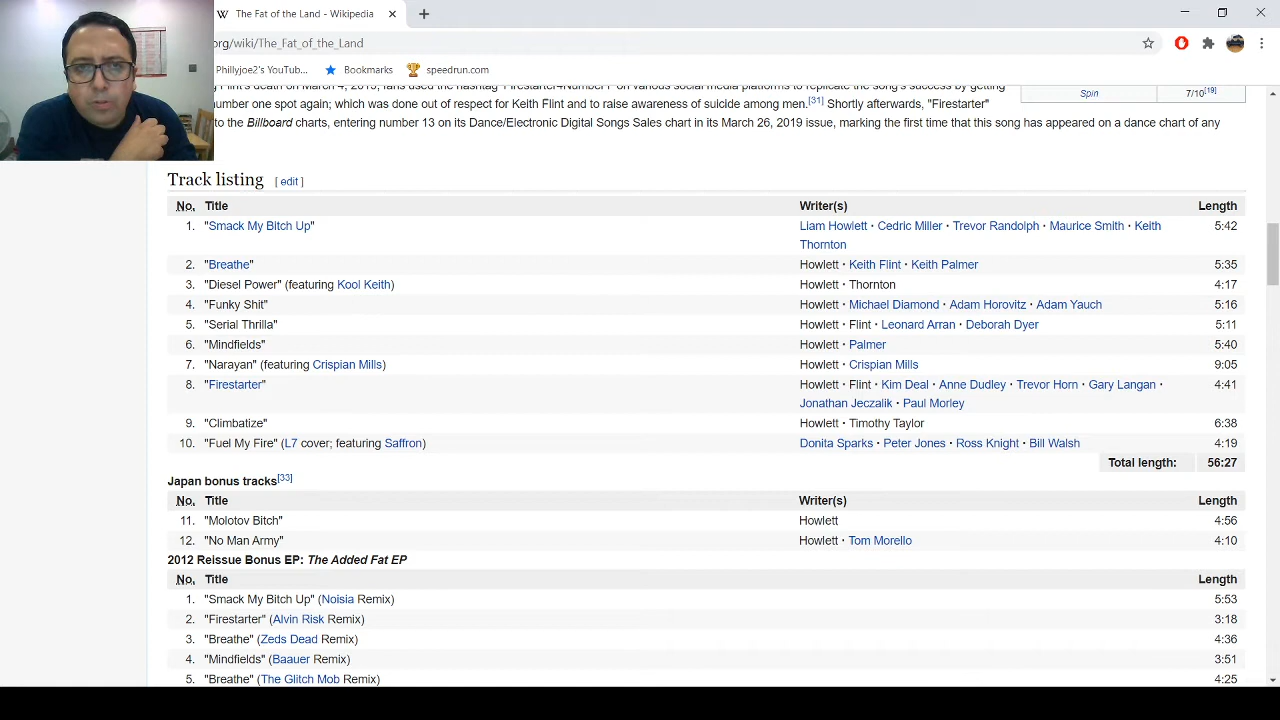 The Fat of the Land - Wikipedia
org/wiki/The_Fat_of_the_Land
Phillyjoe2's YouT... Bookmarks speedrun.com
number one spot again; which was done out of respect for Keith Flint and to raise awareness of suicide among men.[31] Shortly afterwards, "Firestarter"
to the Billboard charts, entering number 13 on its Dance/Electronic Digital Songs Sales chart in its March 26, 2019 issue, marking the first time that this song has appeared on a dance chart of any
Spin 7/10[19]
Track listing [ edit ]
No. Title Writer(s) Length
1. "Smack My Bitch Up" Liam Howlett · Cedric Miller · Trevor Randolph · Maurice Smith · Keith 5:42
Thornton
2. "Breathe" Howlett · Keith Flint · Keith Palmer 5:35
3. "Diesel Power" (featuring Kool Keith) Howlett · Thornton 4:17
4. "Funky Shit" Howlett · Michael Diamond · Adam Horovitz · Adam Yauch 5:16
5. "Serial Thrilla" Howlett · Flint · Leonard Arran · Deborah Dyer 5:11
6. "Mindfields" Howlett · Palmer 5:40
7. "Narayan" (featuring Crispian Mills) Howlett · Crispian Mills 9:05
8. "Firestarter" Howlett · Flint · Kim Deal · Anne Dudley · Trevor Horn · Gary Langan · 4:41
Jonathan Jeczalik · Paul Morley
9. "Climbatize" Howlett · Timothy Taylor 6:38
10. "Fuel My Fire" (L7 cover; featuring Saffron) Donita Sparks · Peter Jones · Ross Knight · Bill Walsh 4:19
Total length: 56:27
Japan bonus tracks[33]
No. Title Writer(s) Length
11. "Molotov Bitch" Howlett 4:56
12. "No Man Army" Howlett · Tom Morello 4:10
2012 Reissue Bonus EP: The Added Fat EP
No. Title Length
1. "Smack My Bitch Up" (Noisia Remix) 5:53
2. "Firestarter" (Alvin Risk Remix) 3:18
3. "Breathe" (Zeds Dead Remix) 4:36
4. "Mindfields" (Baauer Remix) 3:51
5. "Breathe" (The Glitch Mob Remix) 4:25